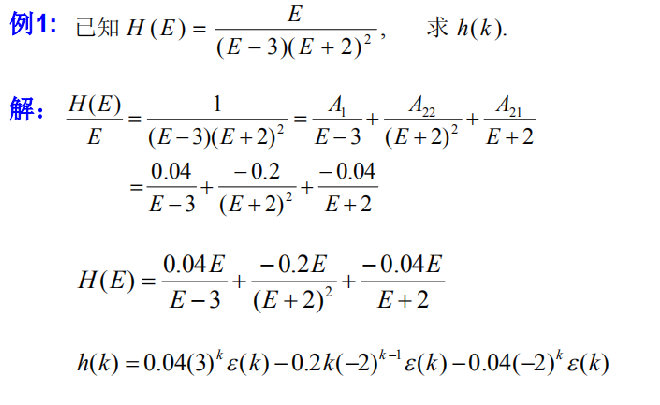 例1: 已知 H(E) = E / ((E − 3)(E + 2)²), 求 h(k).
解: H(E)/E = 1/((E − 3)(E + 2)²) = A₁/(E − 3) + A₂₂/(E + 2)² + A₂₁/(E + 2)
= 0.04/(E − 3) + −0.2/(E + 2)² + −0.04/(E + 2)
H(E) = 0.04E/(E − 3) + −0.2E/(E + 2)² + −0.04E/(E + 2)
h(k) = 0.04(3)ᵏ ε(k) − 0.2k(−2)ᵏ⁻¹ ε(k) − 0.04(−2)ᵏ ε(k)